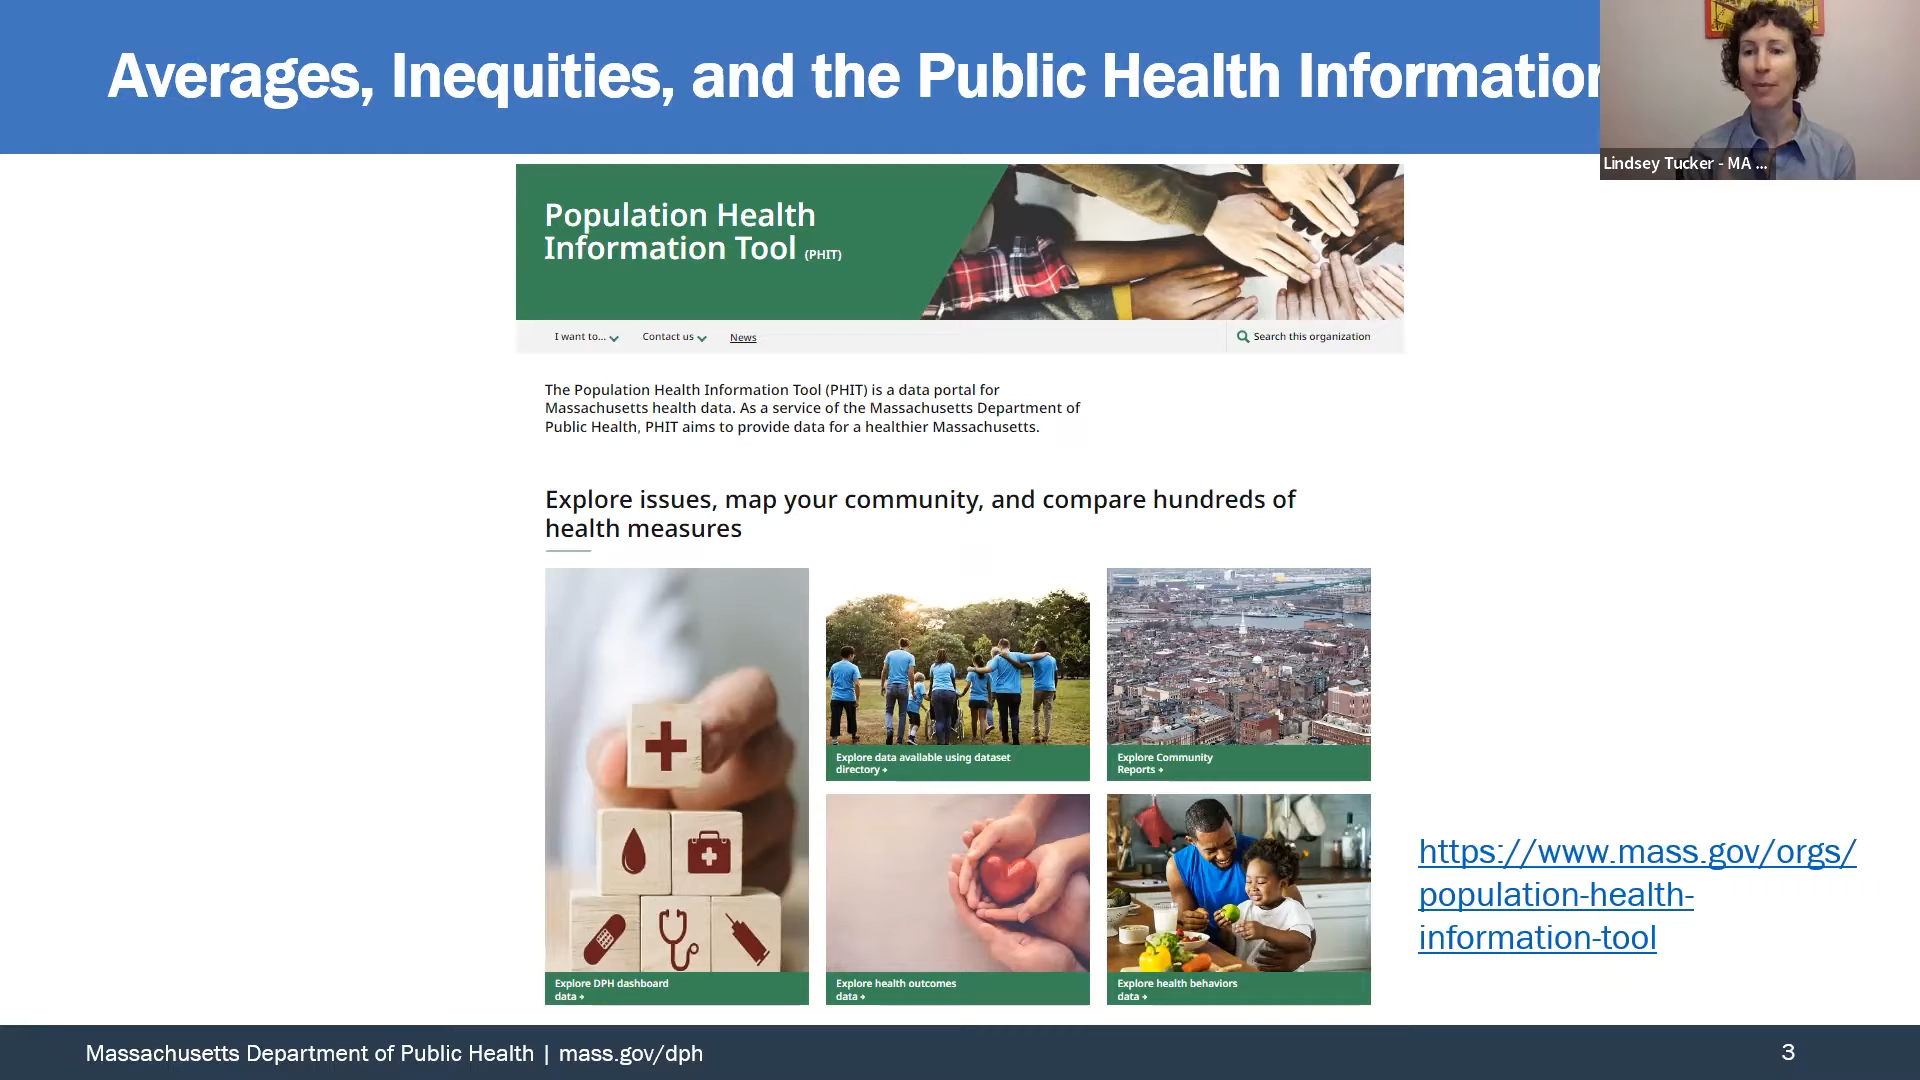 Averages, Inequities, and the Public Health Information
Lindsey Tucker - MA ...
Population Health
Information Tool (PHIT)
I want to... Contact us News Search this organization
The Population Health Information Tool (PHIT) is a data portal for
Massachusetts health data. As a service of the Massachusetts Department of
Public Health, PHIT aims to provide data for a healthier Massachusetts.
Explore issues, map your community, and compare hundreds of
health measures
Explore data available using dataset
directory
Explore Community
Reports
Explore DPH dashboard
data
Explore health outcomes
data
Explore health behaviors
data
https://www.mass.gov/orgs/
population-health-
information-tool
Massachusetts Department of Public Health | mass.gov/dph
3